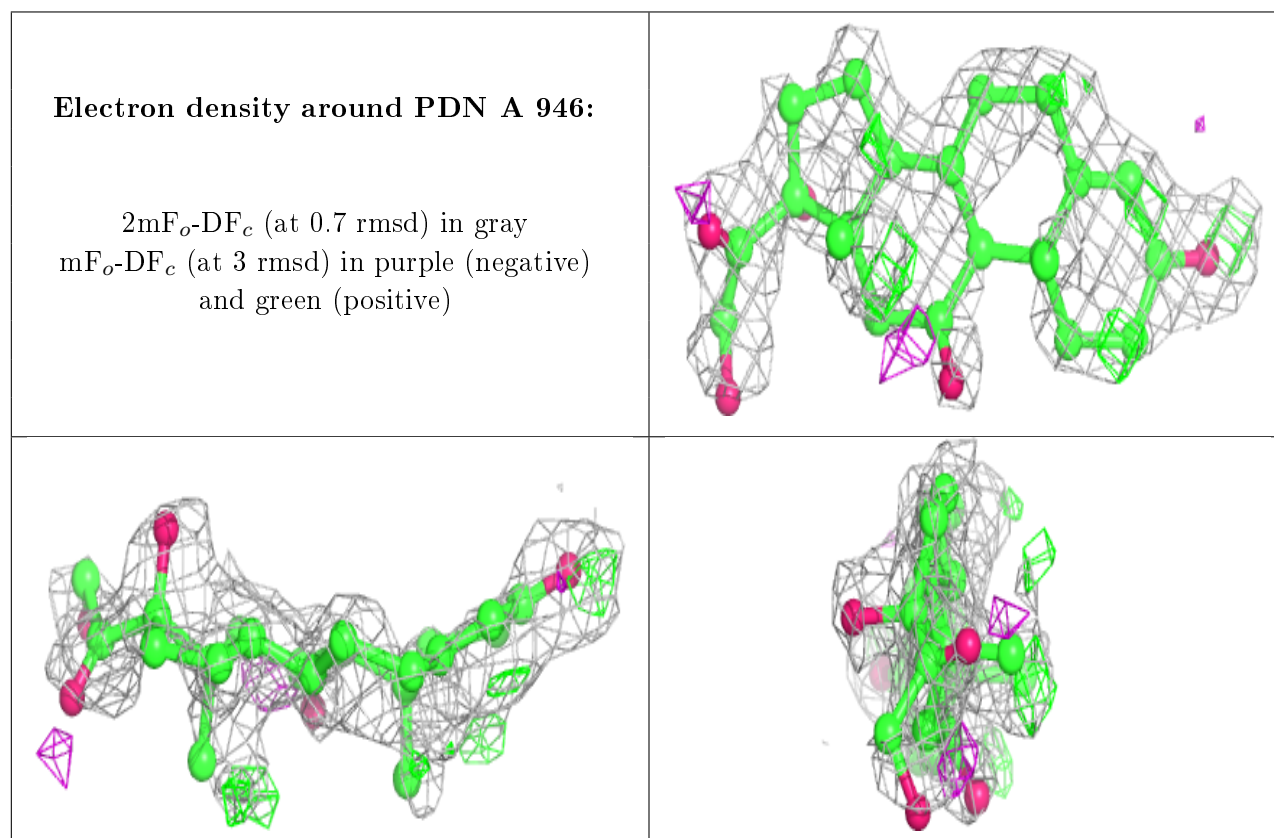 Electron density around PDN A 946:
2mFₒ-DF𝒸 (at 0.7 rmsd) in gray
mFₒ-DF𝒸 (at 3 rmsd) in purple (negative)
and green (positive)